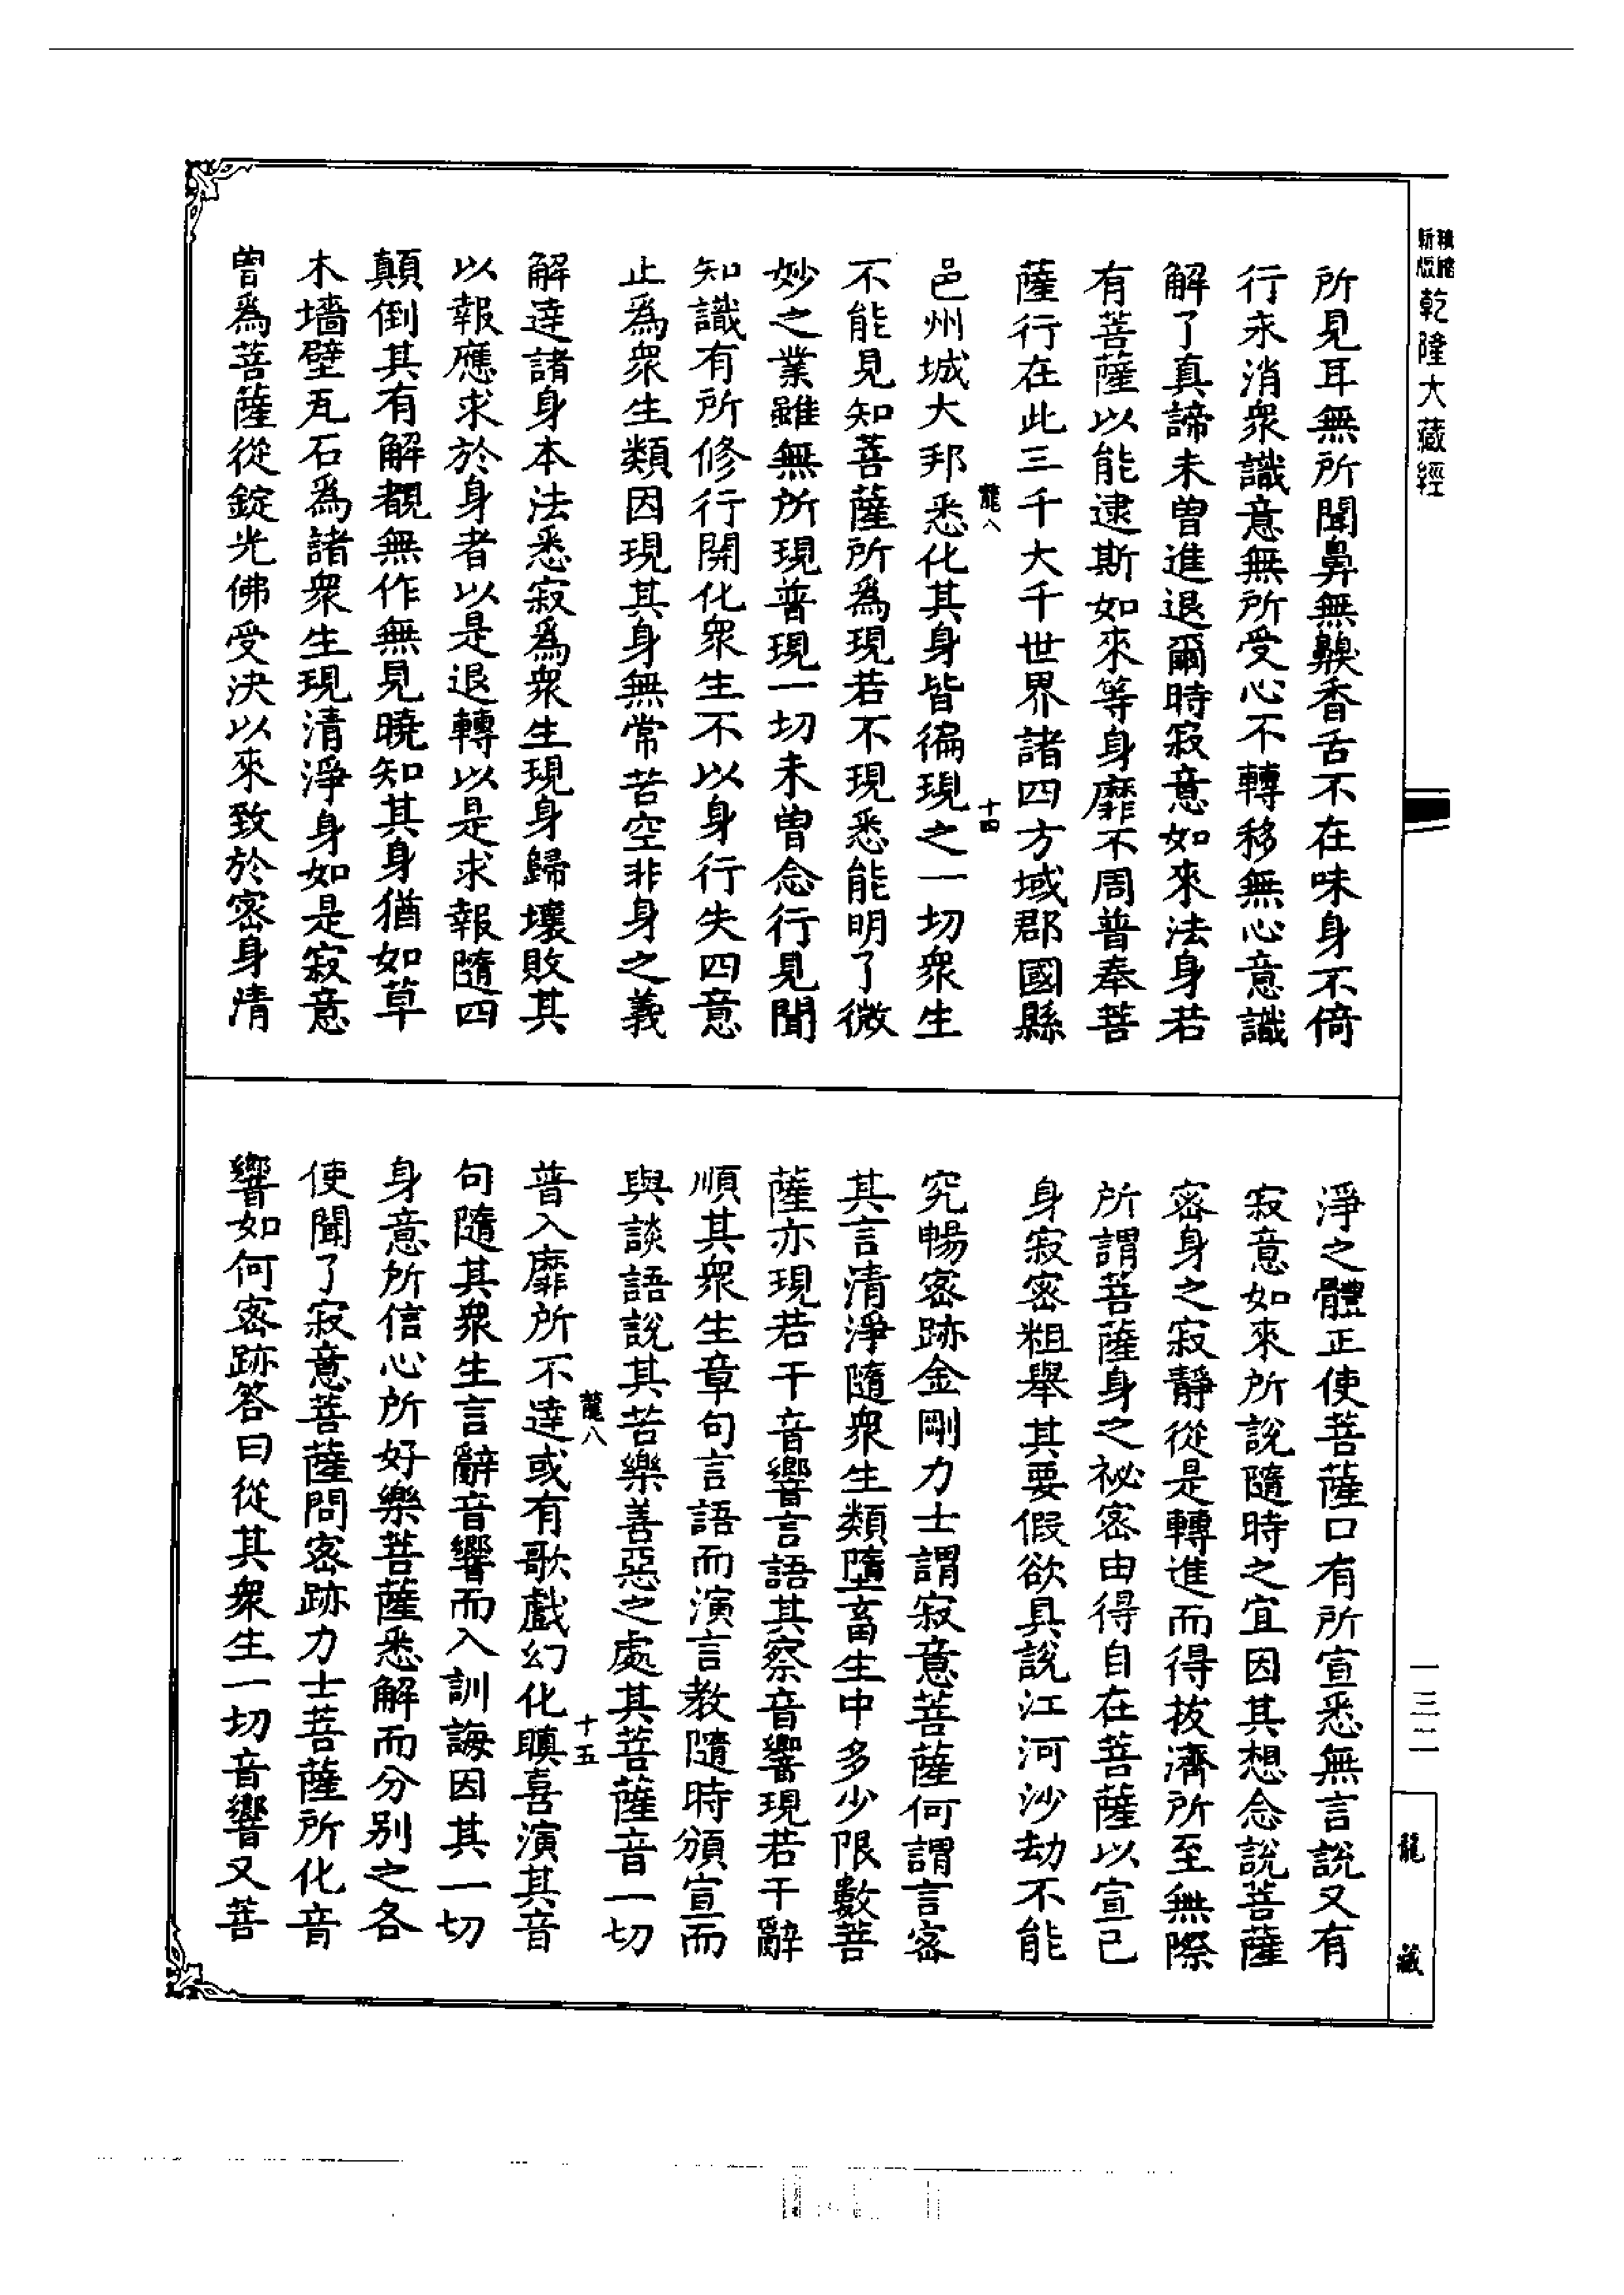 乾隆大藏經
所見耳無所聞鼻無齅香舌不在味身不倚
行永消衆識意無所受心不轉移無心意識
解了真諦未曽進退爾時寂意如來法身若
有菩薩以能逮斯如來等身靡不周普奉菩
薩行在此三千大千世界諸四方域郡國縣
龍八
十四
邑州城大邦悉化其身皆徧現之一切衆生
不能見知菩薩所爲現若不現悉能明了微
妙之業雖無所現普現一切未曽念行見聞
知識有所修行開化衆生不以身行失四意
止爲衆生類因現其身無常苦空非身之義
解達諸身本法悉寂爲衆生現身歸壞敗其
以報應求於身者以是退轉以是求報隨四
顛倒其有解覩無作無見曉知其身猶如草
木墻壁瓦石爲諸衆生現清淨身如是寂意
曽爲菩薩從錠光佛受決以來致於密身清
淨之體正使菩薩口有所宣悉無言說又有
寂意如來所說隨時之宜因其想念說菩薩
密身之寂靜從是轉進而得拔濟所至無際
所謂菩薩身之祕密由得自在菩薩以宣己
身寂密粗舉其要假欲具說江河沙劫不能
究暢密跡金剛力士謂寂意菩薩何謂言密
其言清淨隨衆生類墮畜生中多少限數菩
薩亦現若干音響言語其察音響現若干辭
順其衆生章句言語而演言教隨時頒宣而
與談語說其苦樂善惡之處其菩薩音一切
龍八
十五
普入靡所不達或有歌戲幻化瞋喜演其音
句隨其衆生言辭音響而入訓誨因其一切
身意所信心所好樂菩薩悉解而分別之各
使聞了寂意菩薩問密跡力士菩薩所化音
響如何密跡答曰從其衆生一切音響又菩
一三二
龍藏